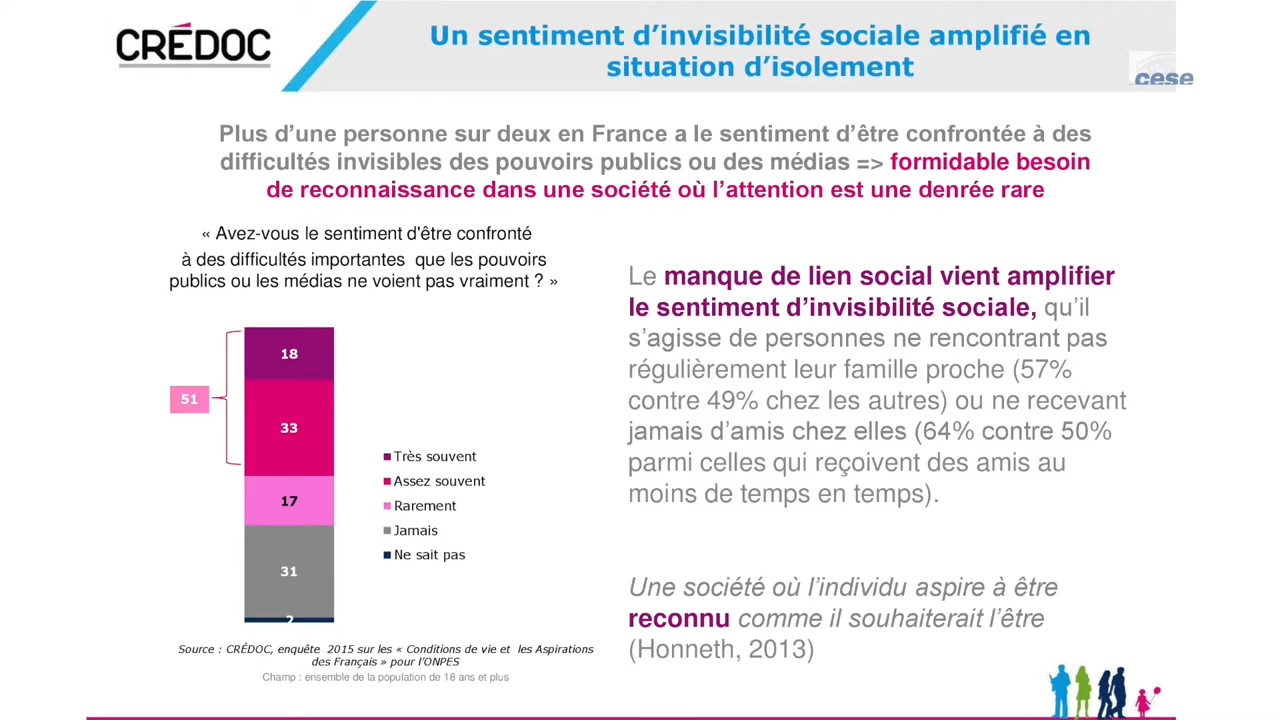 CRÉDOC
Un sentiment d’invisibilité sociale amplifié en
situation d’isolement
cese
Plus d’une personne sur deux en France a le sentiment d’être confrontée à des
difficultés invisibles des pouvoirs publics ou des médias => formidable besoin
de reconnaissance dans une société où l’attention est une denrée rare
« Avez-vous le sentiment d'être confronté
à des difficultés importantes que les pouvoirs
publics ou les médias ne voient pas vraiment ? »
18
51
33
17
31
2
Très souvent
Assez souvent
Rarement
Jamais
Ne sait pas
Source : CRÉDOC, enquête 2015 sur les « Conditions de vie et les Aspirations
des Français » pour l’ONPES
Champ : ensemble de la population de 18 ans et plus
Le manque de lien social vient amplifier
le sentiment d’invisibilité sociale, qu’il
s’agisse de personnes ne rencontrant pas
régulièrement leur famille proche (57%
contre 49% chez les autres) ou ne recevant
jamais d’amis chez elles (64% contre 50%
parmi celles qui reçoivent des amis au
moins de temps en temps).
Une société où l’individu aspire à être
reconnu comme il souhaiterait l’être
(Honneth, 2013)